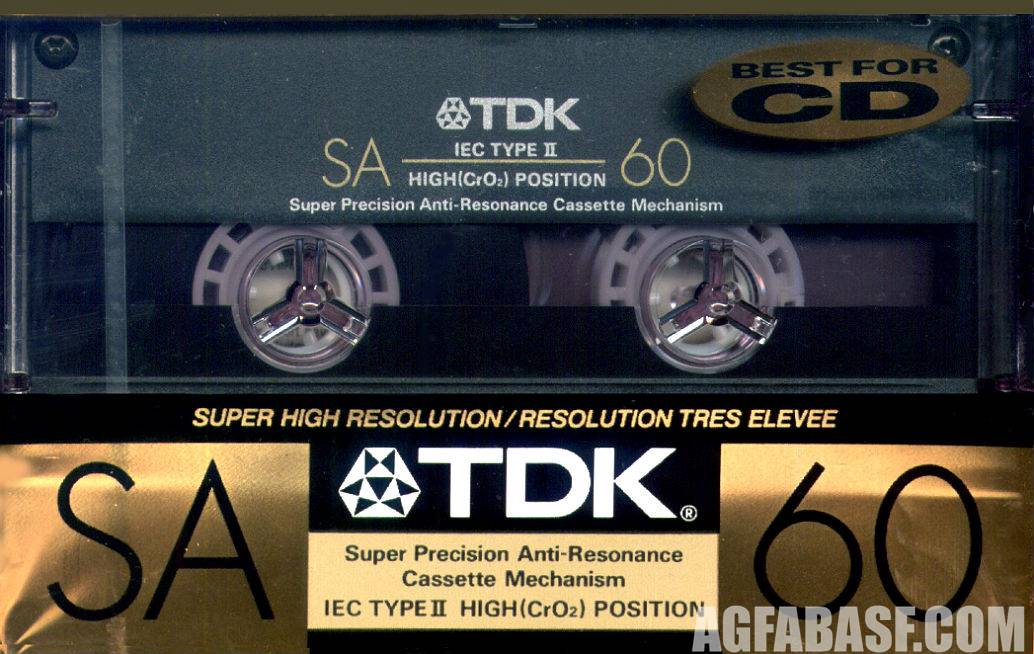 BEST FOR
CD
TDK
SA IEC TYPE II 60
HIGH(CrO₂) POSITION
Super Precision Anti-Resonance Cassette Mechanism
SUPER HIGH RESOLUTION/RESOLUTION TRES ELEVEE
SA TDK® 60
Super Precision Anti-Resonance
Cassette Mechanism
IEC TYPE II HIGH(CrO₂) POSITION
AGFABASF.COM